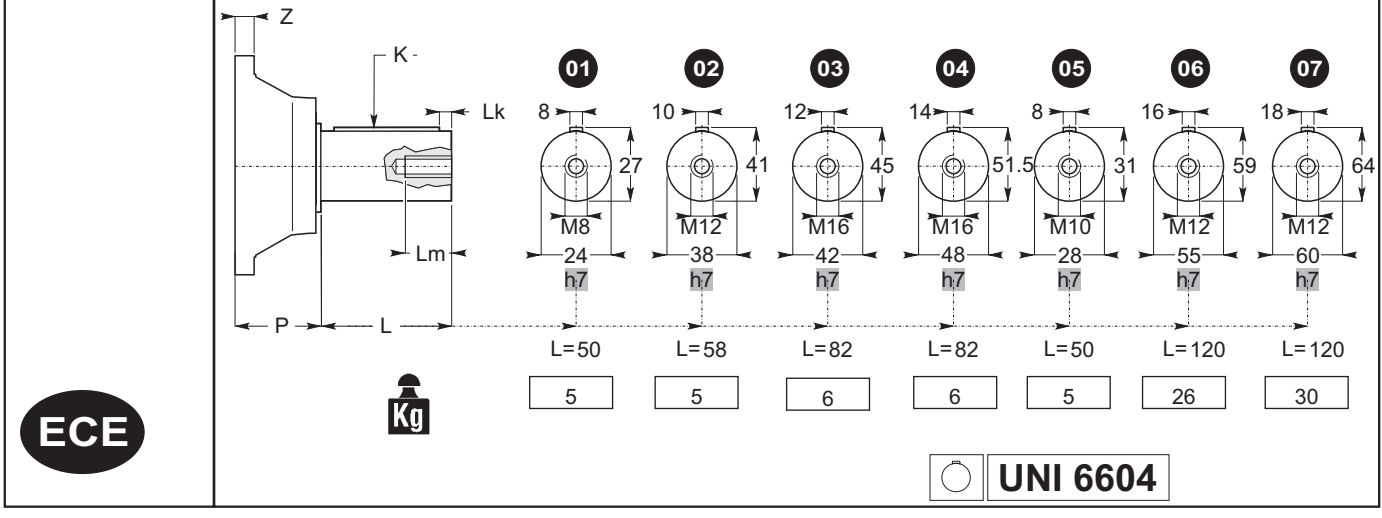 Z
K
01 02 03 04 05 06 07
8 10 12 14 8 16 18
Lk
27 41 45 51.5 31 59 64
M8 M12 M16 M16 M10 M12 M12
Lm
24 38 42 48 28 55 60
h7 h7 h7 h7 h7 h7 h7
P L
L=50 L=58 L=82 L=82 L=50 L=120 L=120
Kg 5 5 6 6 5 26 30
ECE
UNI 6604